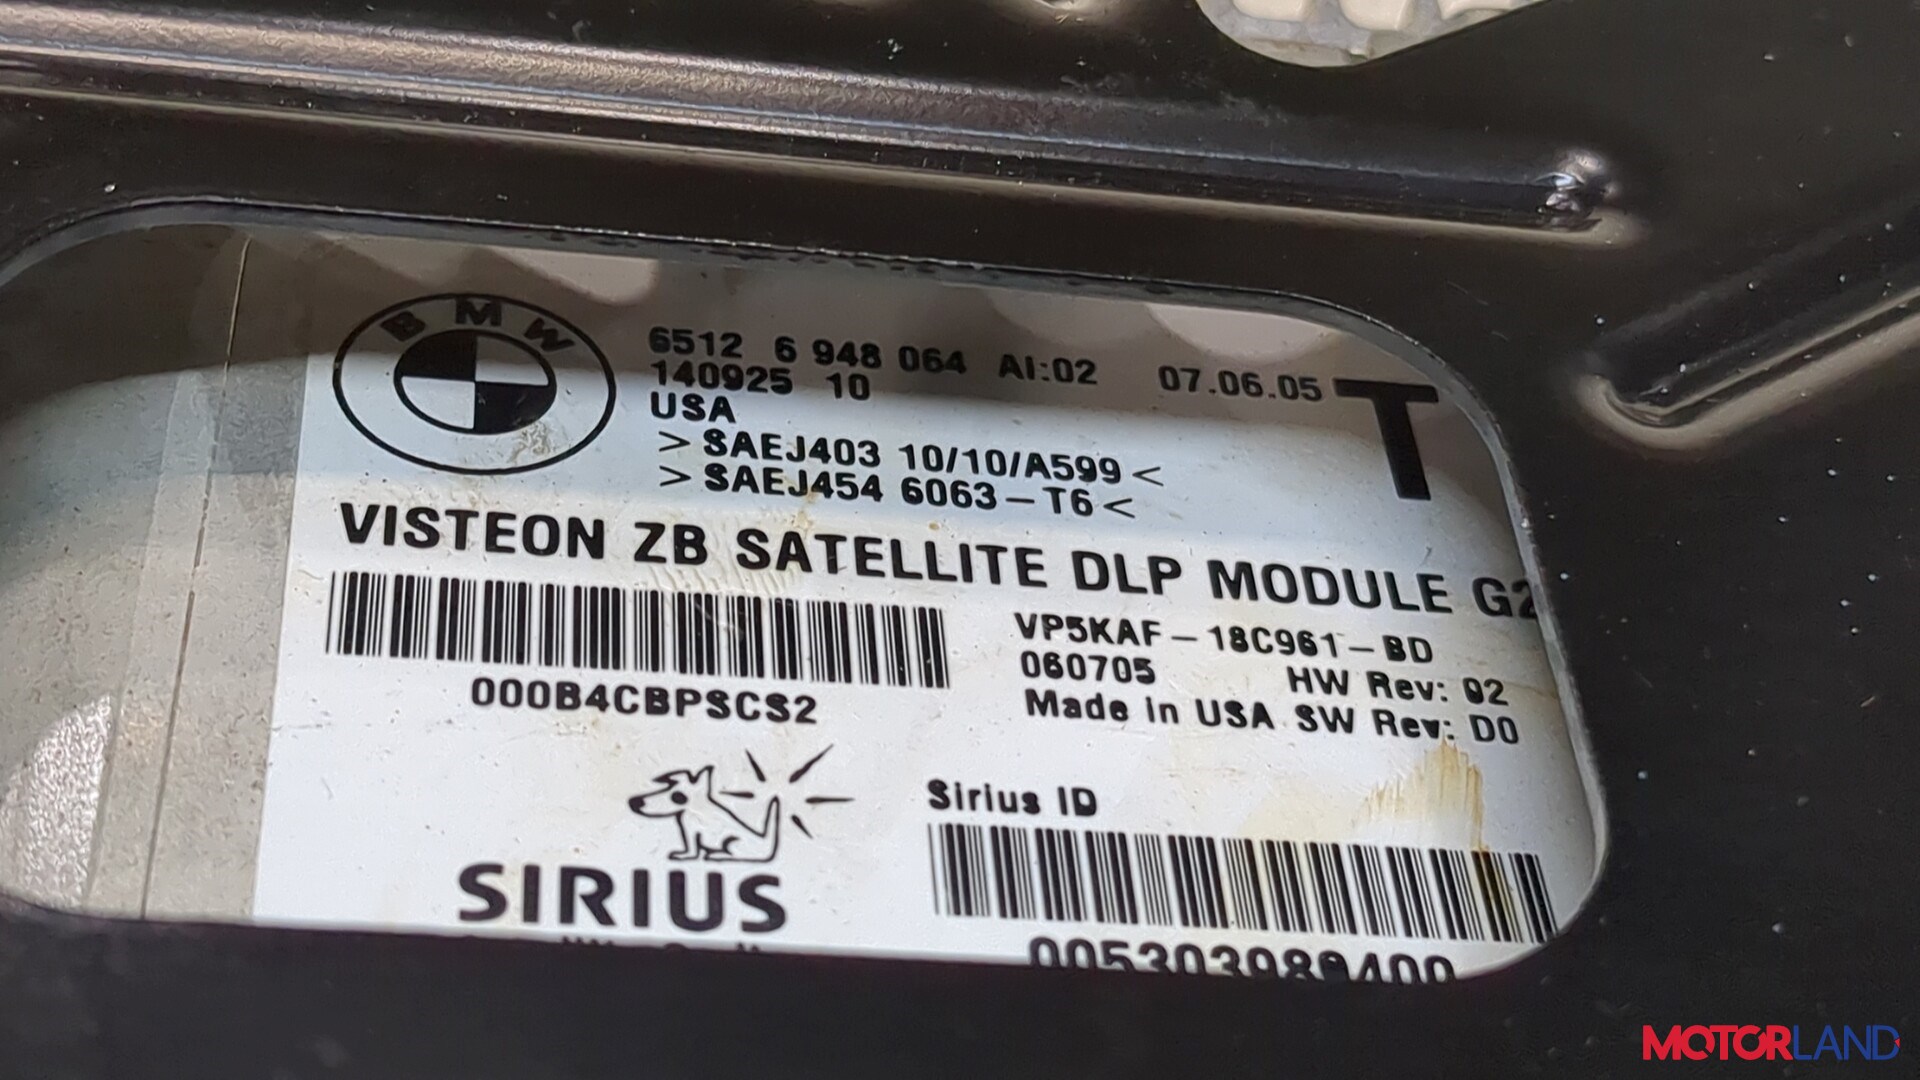 BMW
6512 6 948 064 AI:02 07.06.05
T
140925 10
USA
> SAEJ403 10/10/A599 <
> SAEJ454 6063-T6 <
VISTEON ZB SATELLITE DLP MODULE G2
000B4CBPSCS2
VP5KAF-18C961-BD
060705 HW Rev: 02
Made in USA SW Rev: D0
SIRIUS
Sirius ID
MOTORLAND